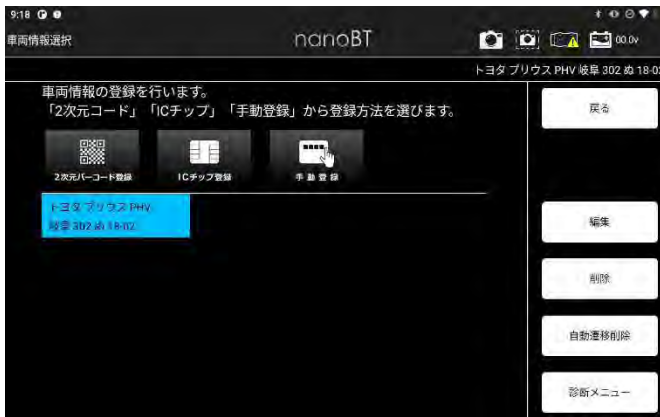 9:18
車両情報選択
nanoBT
00.0v
トヨタ プリウス PHV 岐阜 302 ぬ 18-02
車両情報の登録を行います。
「2次元コード」「ICチップ」「手動登録」から登録方法を選びます。
2次元バーコード登録
ICチップ登録
手動登録
トヨタ プリウス PHV
岐阜 302 ぬ 18-02
戻る
編集
削除
自動遷移削除
診断メニュー